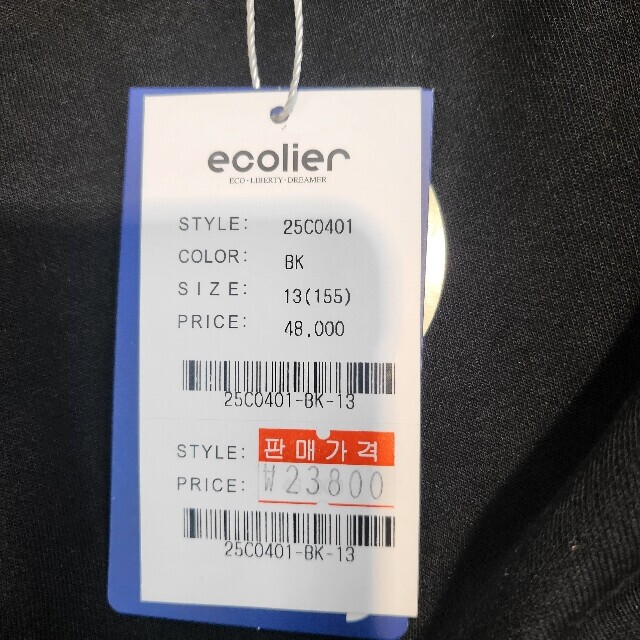 ecolier
ECO·LIBERTY·DREAMER
STYLE: 25C0401
COLOR: BK
SIZE: 13(155)
PRICE: 48,000
25C0401-BK-13
STYLE: 판매가격
PRICE: ₩23800
25C0401-BK-13